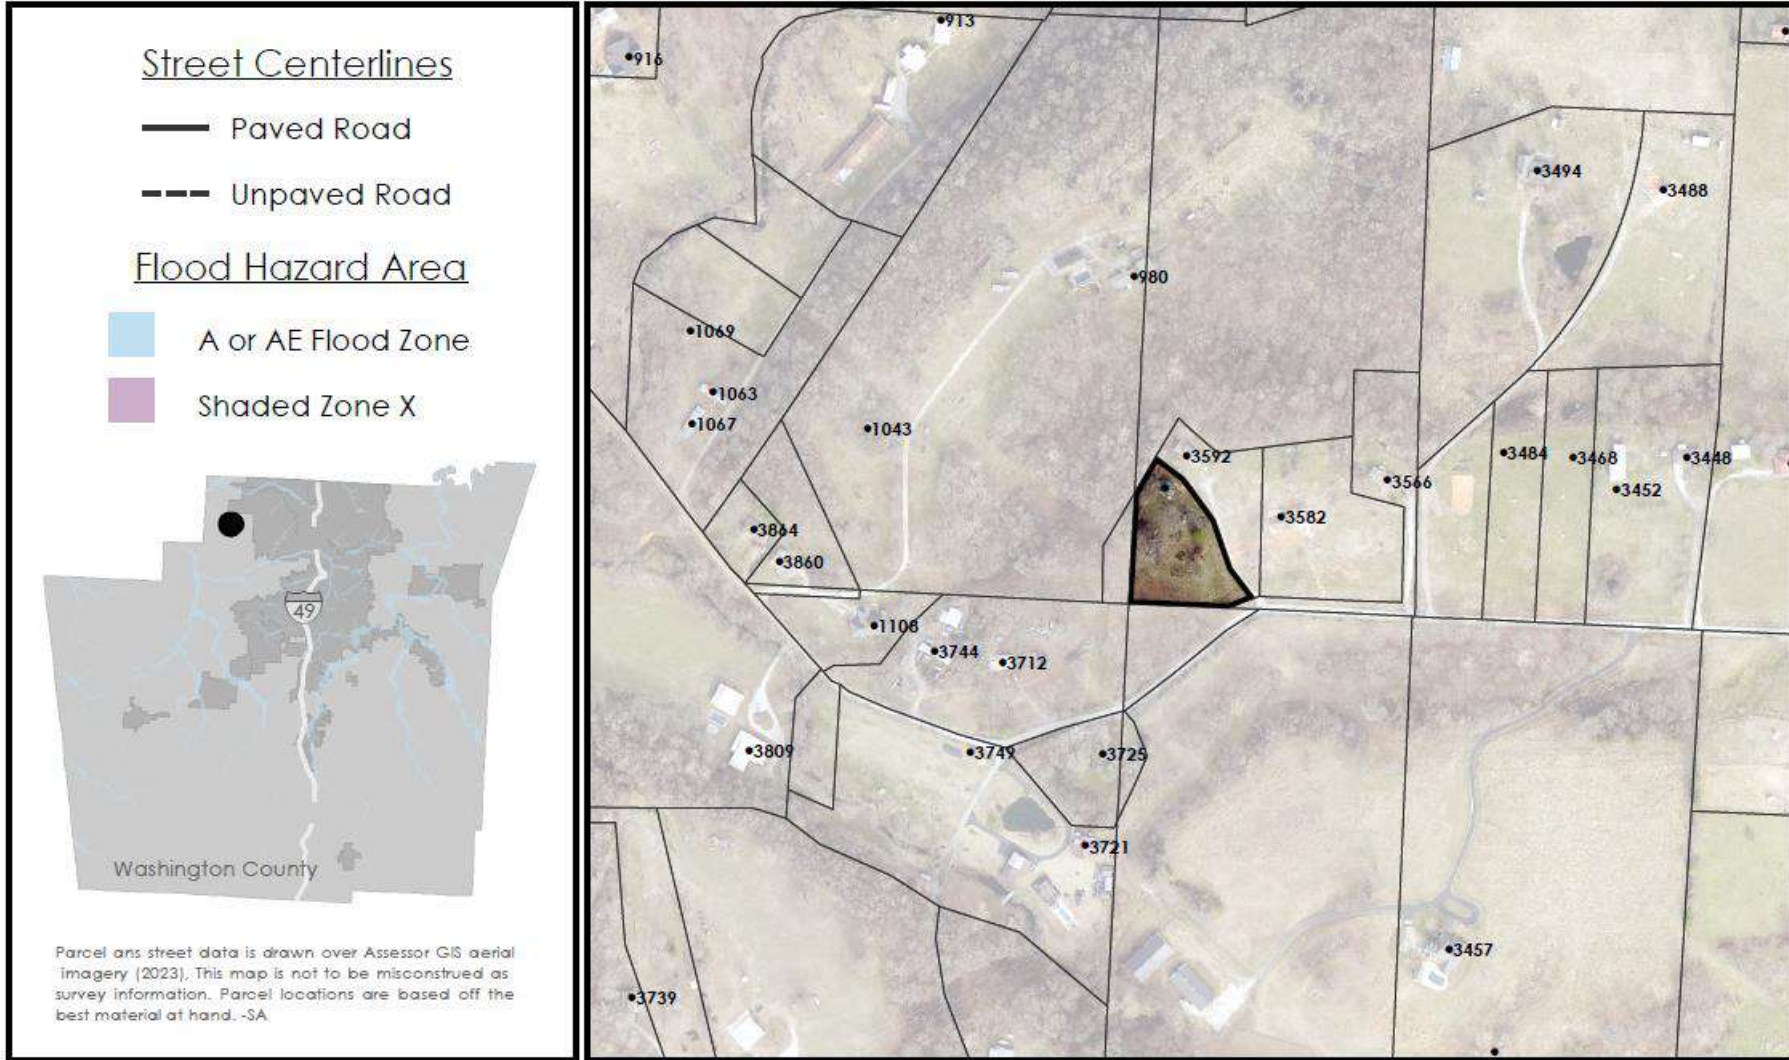 Street Centerlines
Paved Road
Unpaved Road
Flood Hazard Area
A or AE Flood Zone
Shaded Zone X
49
Washington County
Parcel ans street data is drawn over Assessor GIS aerial
imagery (2023). This map is not to be misconstrued as
survey information. Parcel locations are based off the
best material at hand. -SA
913
916
3494
3488
980
1069
1063
1067
1043
3592
3484
3468
3448
3566
3452
3582
3864
3860
1108
3744
3712
3809
3749
3725
3721
3457
3739